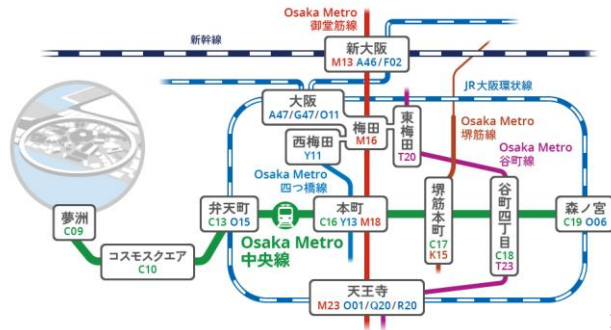 Osaka Metro
御堂筋線
新幹線
新大阪
M13 A46/F02
JR大阪環状線
大阪
A47/G47/O11
梅田
M16
東梅田
T20
西梅田
Y11
Osaka Metro
堺筋線
Osaka Metro
谷町線
Osaka Metro
四つ橋線
夢洲
C09
コスモスクエア
C10
弁天町
C13 O15
Osaka Metro
中央線
本町
C16 Y13 M18
堺筋本町
C17
K15
谷町四丁目
C18
T23
森ノ宮
C19 O06
天王寺
M23 O01/Q20/R20